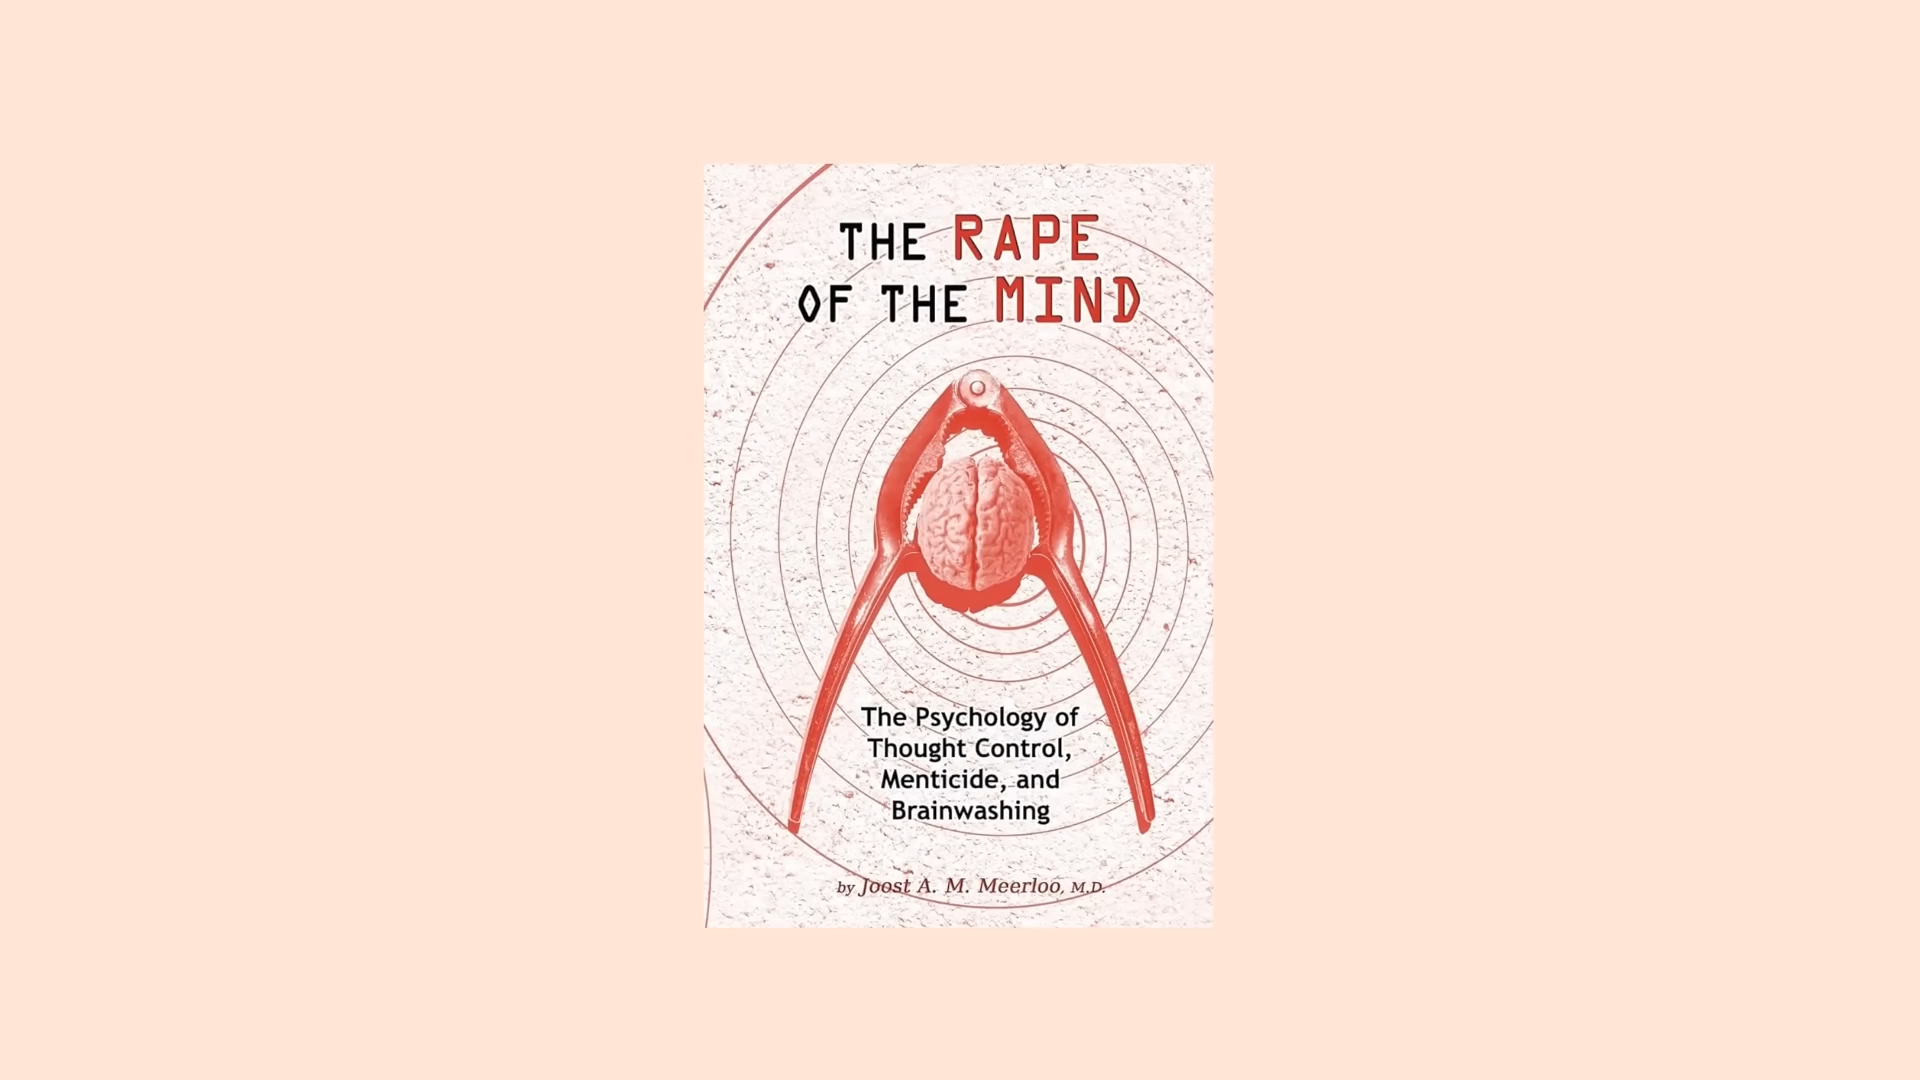 THE RAPE
OF THE MIND
The Psychology of
Thought Control,
Menticide, and
Brainwashing
by Joost A. M. Meerloo, M.D.